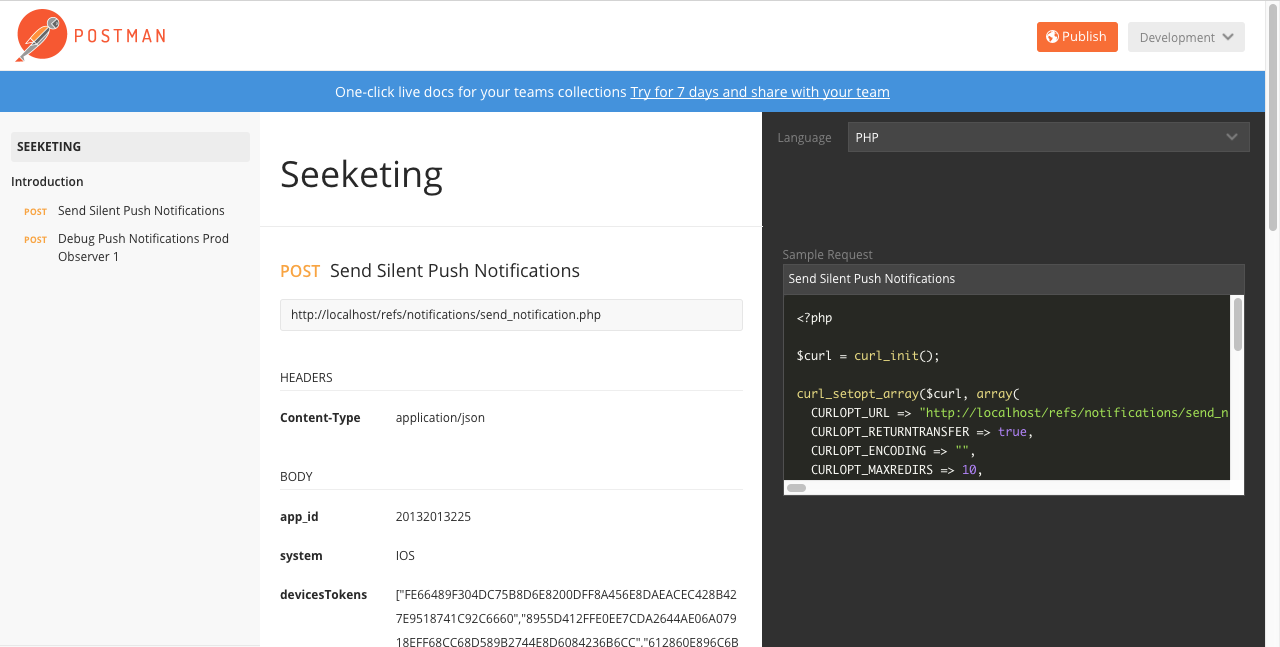 POSTMAN
Publish
Development
One-click live docs for your teams collections Try for 7 days and share with your team
SEEKETING
Introduction
POST Send Silent Push Notifications
POST Debug Push Notifications Prod
Observer 1
Seeketing
POST Send Silent Push Notifications
http://localhost/refs/notifications/send_notification.php
HEADERS
Content-Type application/json
BODY
app_id 20132013225
system IOS
devicesTokens ["FE66489F304DC75B8D6E8200DFF8A456E8DAEACEC428B42
7E9518741C92C6660","8955D412FFE0EE7CDA2644AE06A079
18EFF68CC68D589B2744E8D6084236B6CC","612860E896C6B
Language PHP
Sample Request
Send Silent Push Notifications
<?php
$curl = curl_init();
curl_setopt_array($curl, array(
CURLOPT_URL => "http://localhost/refs/notifications/send_n
CURLOPT_RETURNTRANSFER => true,
CURLOPT_ENCODING => "",
CURLOPT_MAXREDIRS => 10,